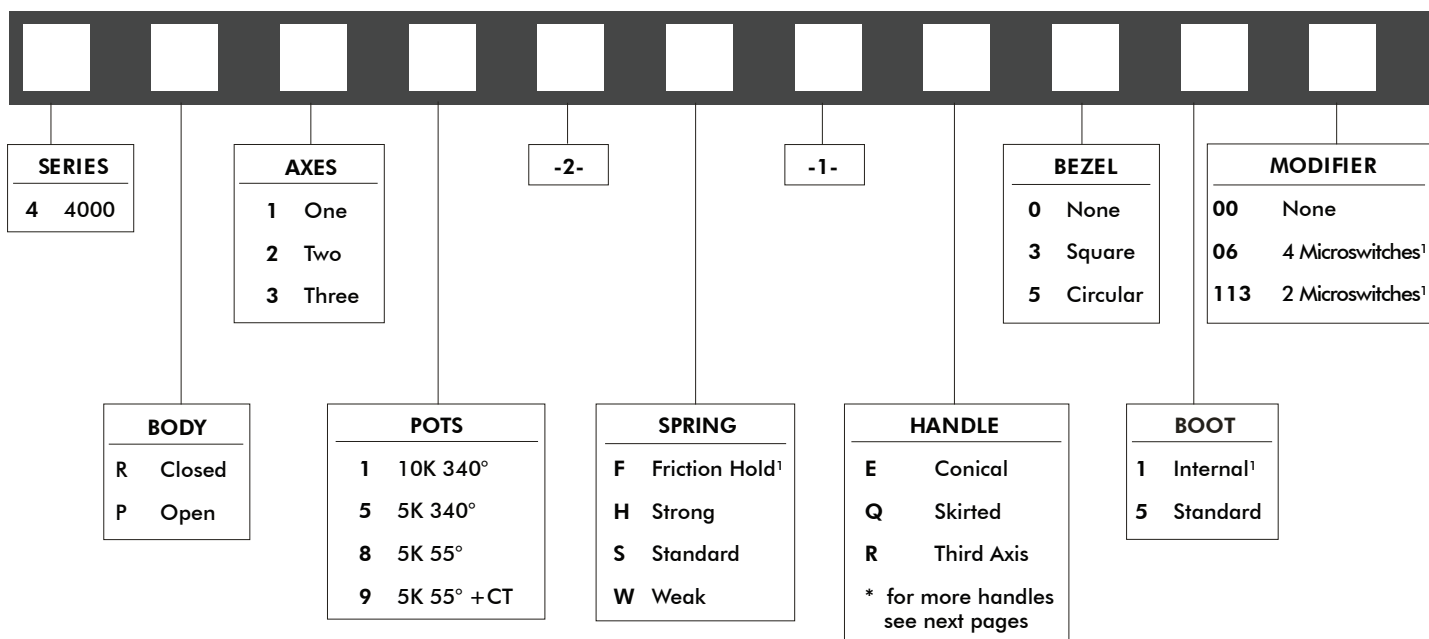 SERIES
4 4000
AXES
1 One
2 Two
3 Three
-2-
-1-
BEZEL
0 None
3 Square
5 Circular
MODIFIER
00 None
06 4 Microswitches¹
113 2 Microswitches¹
BODY
R Closed
P Open
POTS
1 10K 340°
5 5K 340°
8 5K 55°
9 5K 55° +CT
SPRING
F Friction Hold¹
H Strong
S Standard
W Weak
HANDLE
E Conical
Q Skirted
R Third Axis
* for more handles
see next pages
BOOT
1 Internal¹
5 Standard